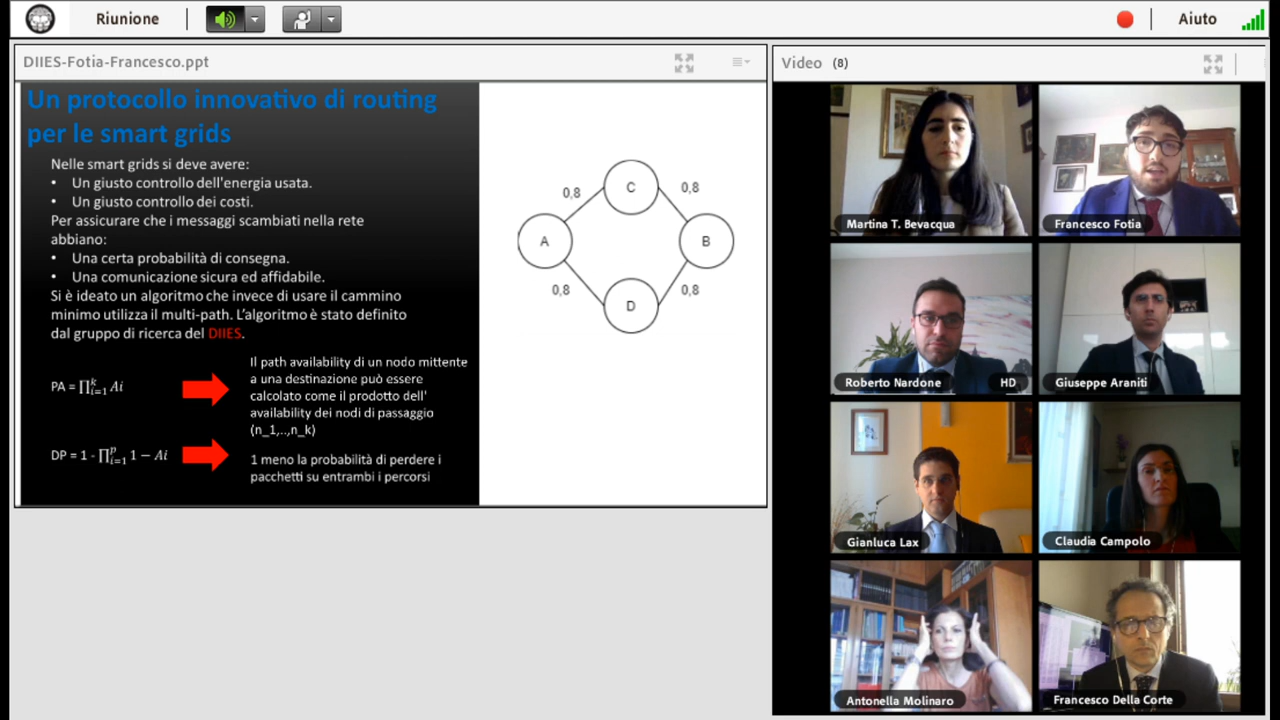 Riunione
Aiuto
DIIES-Fotia-Francesco.ppt
Video (8)
Un protocollo innovativo di routing
per le smart grids
Nelle smart grids si deve avere:
• Un giusto controllo dell'energia usata.
• Un giusto controllo dei costi.
Per assicurare che i messaggi scambiati nella rete
abbiano:
• Una certa probabilità di consegna.
• Una comunicazione sicura ed affidabile.
Si è ideato un algoritmo che invece di usare il cammino
minimo utilizza il multi-path. L'algoritmo è stato definito
dal gruppo di ricerca del DIIES.
PA = ∏_{i=1}^{k} Ai
Il path availability di un nodo mittente
a una destinazione può essere
calcolato come il prodotto dell'
availability dei nodi di passaggio
(n_1,..,n_k)
DP = 1 - ∏_{i=1}^{p} 1 − Ai
1 meno la probabilità di perdere i
pacchetti su entrambi i percorsi
0,8
C
0,8
A
B
0,8
D
0,8
Martina T. Bevacqua
Francesco Fotia
Roberto Nardone HD
Giuseppe Araniti
Gianluca Lax
Claudia Campolo
Antonella Molinaro
Francesco Della Corte